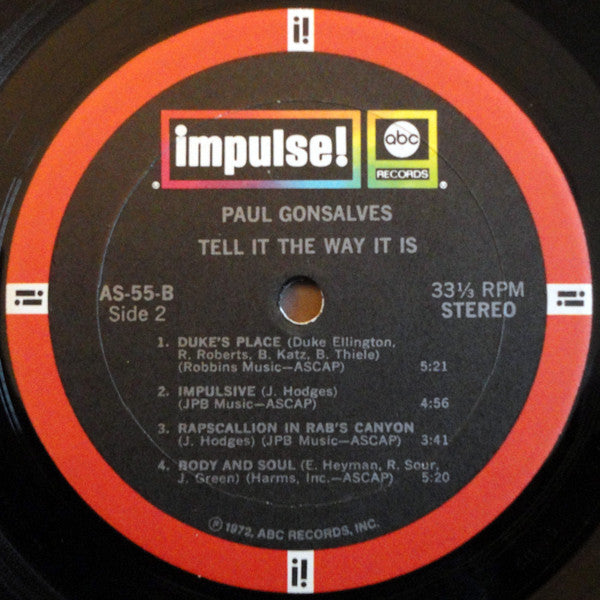 i!
impulse!
abc
RECORDS
® ®
PAUL GONSALVES
TELL IT THE WAY IT IS
AS-55-B
Side 2
33⅓ RPM
STEREO
i!
i!
1. DUKE'S PLACE (Duke Ellington,
R. Roberts, B. Katz, B. Thiele)
(Robbins Music—ASCAP) 5:21
2. IMPULSIVE (J. Hodges)
(JPB Music—ASCAP) 4:56
3. RAPSCALLION IN RAB'S CANYON
(J. Hodges) (JPB Music—ASCAP) 3:41
4. BODY AND SOUL (E. Heyman, R. Sour,
J. Green) (Harms, Inc.—ASCAP) 5:20
℗ 1972, ABC RECORDS, INC.
i!